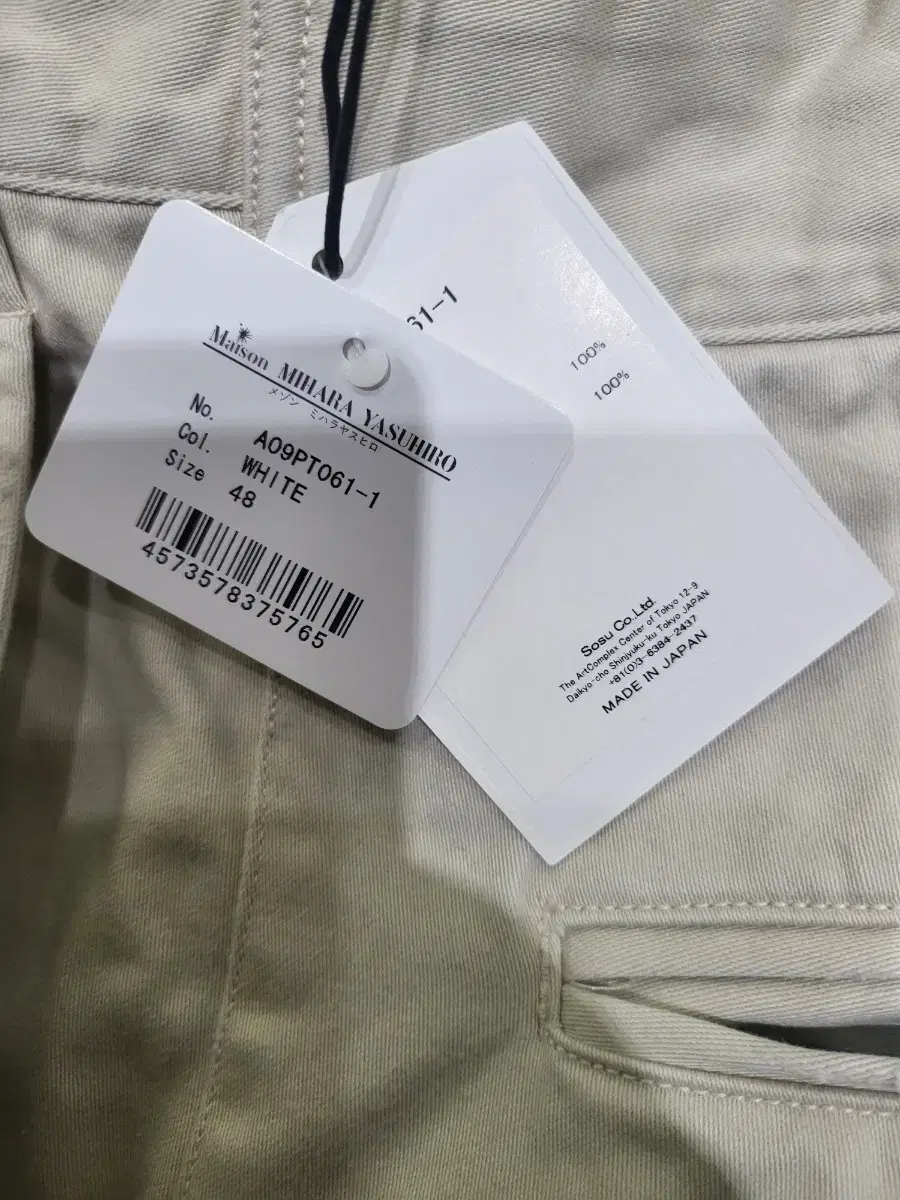 Maison MIHARA YASUHIRO
メゾン ミハラヤスヒロ
No. A09PT061-1
Col. WHITE
Size 48
4573578375765
61-1
100%
100%
Sosu Co.,Ltd.
The ArtComplex Center of Tokyo 12-9
Daikyo-cho Shinjyuku-ku Tokyo JAPAN
+81(0)3-6384-2437
MADE IN JAPAN